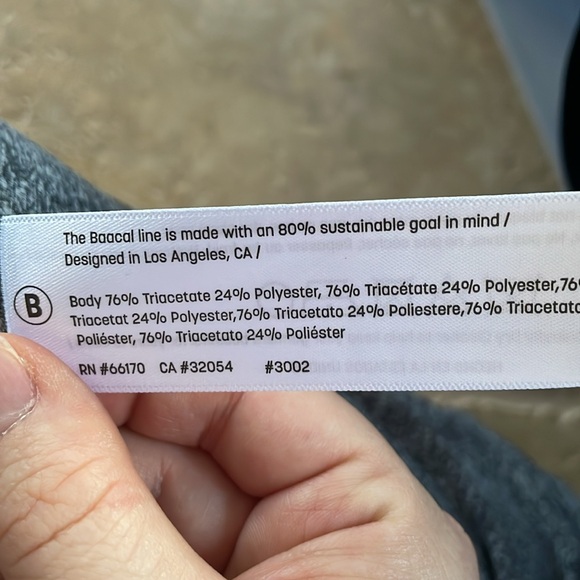 The Baacal line is made with an 80% sustainable goal in mind /
Designed in Los Angeles, CA /
B
Body 76% Triacetate 24% Polyester, 76% Triacétate 24% Polyester,76%
Triacetat 24% Polyester,76% Triacetato 24% Poliestere,76% Triacetato
Poliéster, 76% Triacetato 24% Poliéster
RN #66170 CA #32054 #3002